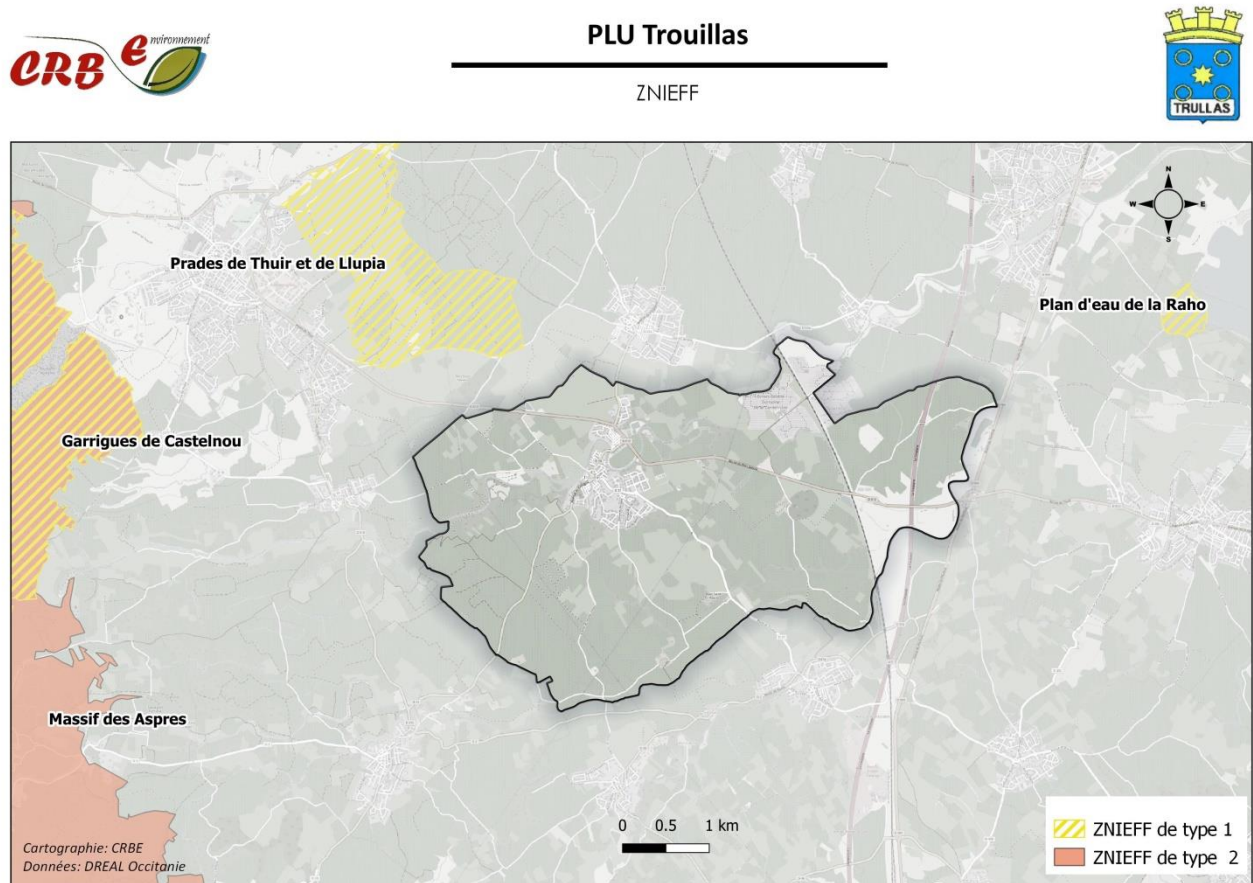 CRB Environnement
PLU Trouillas
ZNIEFF
TRULLAS
N
W E
S
Prades de Thuir et de Llupia
Plan d'eau de la Raho
Garrigues de Castelnou
Massif des Aspres
0 0.5 1 km
ZNIEFF de type 1
ZNIEFF de type 2
Cartographie: CRBE
Données: DREAL Occitanie